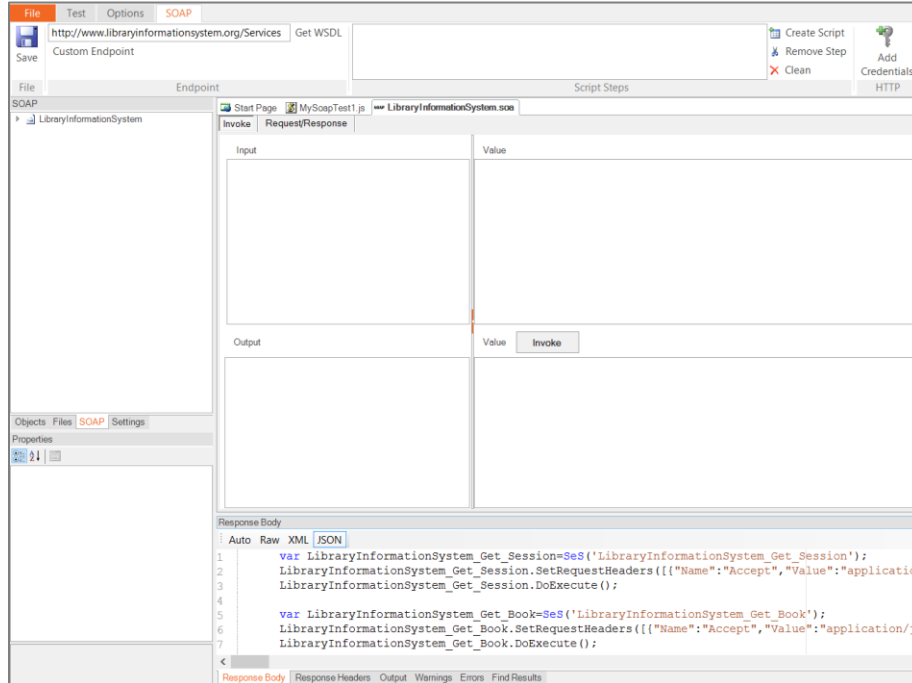 File Test Options SOAP
http://www.libraryinformationsystem.org/Services Get WSDL
Custom Endpoint
Create Script
Remove Step
Clean
Save
Add
Credentials
File Endpoint Script Steps HTTP
SOAP
LibraryInformationSystem
Start Page MySoapTest1.js LibraryInformationSystem.soa
Invoke Request/Response
Input Value
Output Value Invoke
Objects Files SOAP Settings
Properties
Response Body
Auto Raw XML JSON
1 var LibraryInformationSystem_Get_Session=SeS('LibraryInformationSystem_Get_Session');
2 LibraryInformationSystem_Get_Session.SetRequestHeaders([{"Name":"Accept","Value":"applicatio
3 LibraryInformationSystem_Get_Session.DoExecute();
4
5 var LibraryInformationSystem_Get_Book=SeS('LibraryInformationSystem_Get_Book');
6 LibraryInformationSystem_Get_Book.SetRequestHeaders([{"Name":"Accept","Value":"application/
7 LibraryInformationSystem_Get_Book.DoExecute();
Response Body Response Headers Output Warnings Errors Find Results